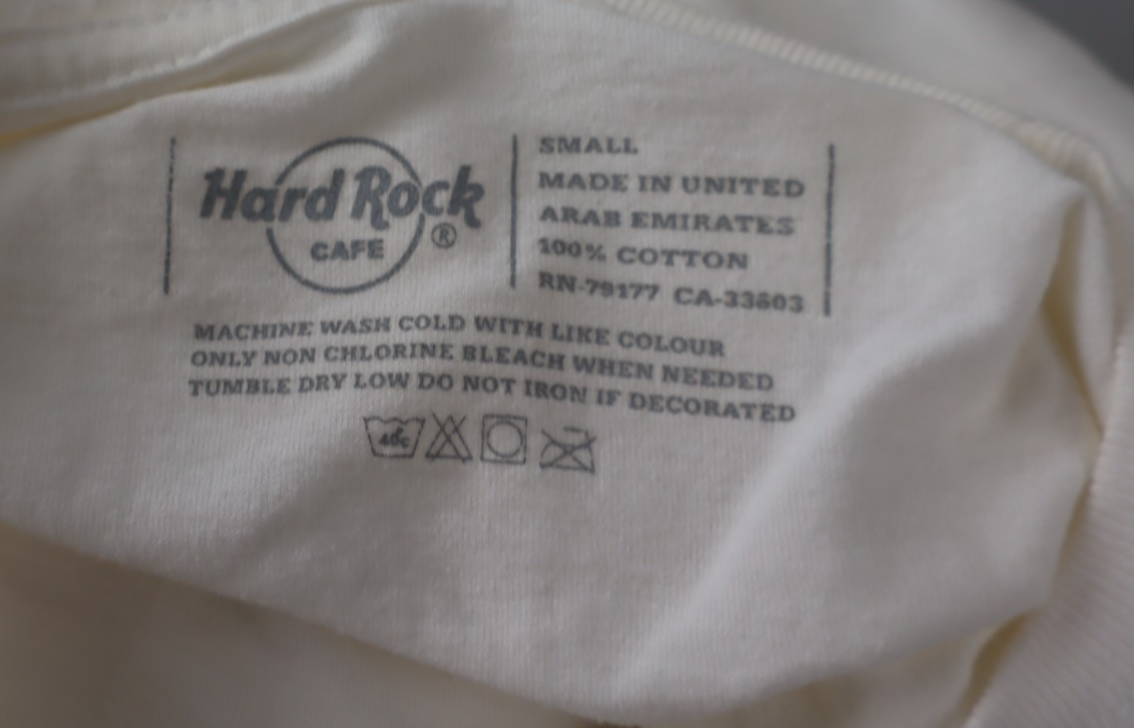 Hard Rock
CAFE
®
SMALL
MADE IN UNITED
ARAB EMIRATES
100% COTTON
RN-79177 CA-33603
MACHINE WASH COLD WITH LIKE COLOUR
ONLY NON CHLORINE BLEACH WHEN NEEDED
TUMBLE DRY LOW DO NOT IRON IF DECORATED
40°c